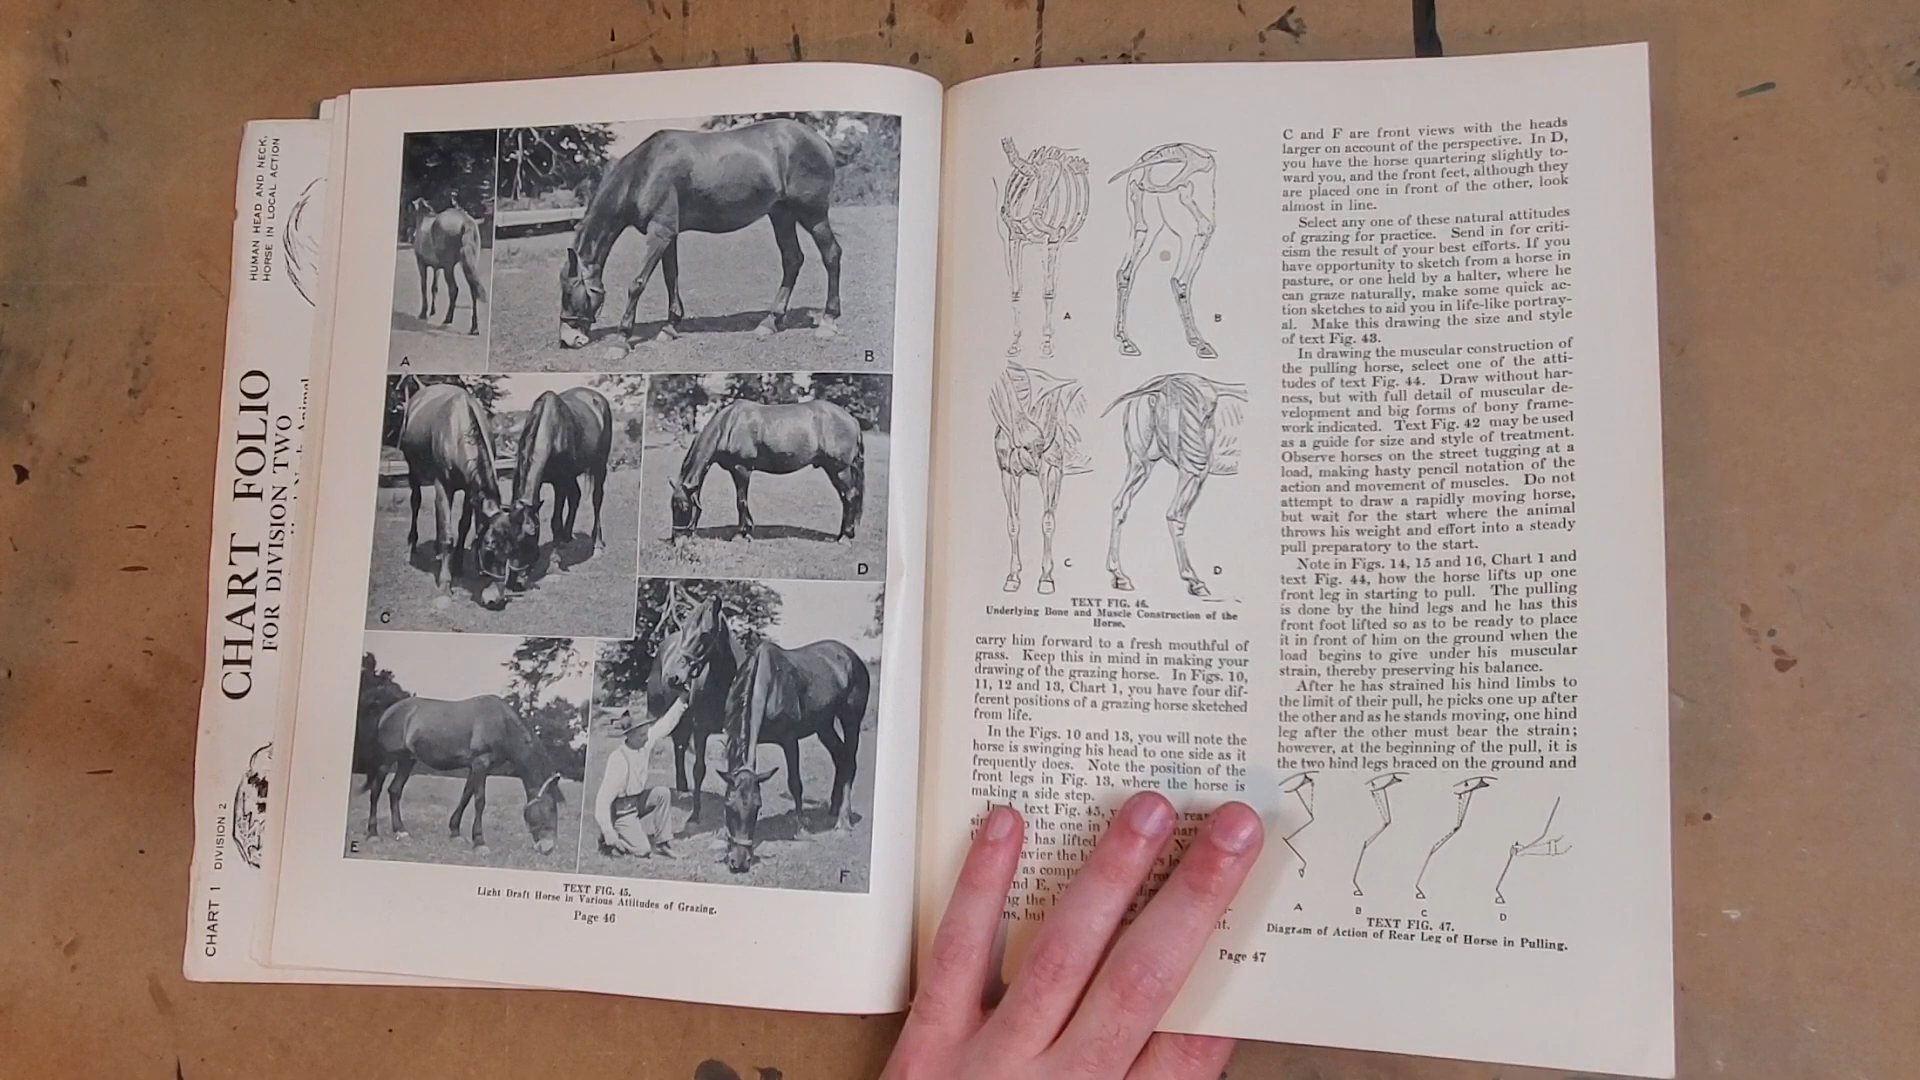 CHART FOLIO
FOR DIVISION TWO
HUMAN HEAD AND NECK,
HORSE IN LOCAL ACTION
CHART 1 DIVISION 2
A
B
C
D
E
F
TEXT FIG. 45.
Light Draft Horse in Various Attitudes of Grazing.
Page 46
A
B
C
D
TEXT FIG. 46.
Underlying Bone and Muscle Construction of the
Horse.
carry him forward to a fresh mouthful of
grass. Keep this in mind in making your
drawing of the grazing horse. In Figs. 10,
11, 12 and 13, Chart 1, you have four dif-
ferent positions of a grazing horse sketched
from life.
In the Figs. 10 and 13, you will note the
horse is swinging his head to one side as it
frequently does. Note the position of the
front legs in Fig. 13, where the horse is
making a side step.
text Fig. 45,
the one in
has lifted
as
C and F are front views with the heads
larger on account of the perspective. In D,
you have the horse quartering slightly to-
ward you, and the front feet, although they
are placed one in front of the other, look
almost in line.
Select any one of these natural attitudes
of grazing for practice. Send in for criti-
cism the result of your best efforts. If you
have opportunity to sketch from a horse in
pasture, or one held by a halter, where he
can graze naturally, make some quick ac-
tion sketches to aid you in life-like portray-
al. Make this drawing the size and style
of text Fig. 43.
In drawing the muscular construction of
the pulling horse, select one of the atti-
tudes of text Fig. 44. Draw without har-
ness, but with full detail of muscular de-
velopment and big forms of bony frame-
work indicated. Text Fig. 42 may be used
as a guide for size and style of treatment.
Observe horses on the street tugging at a
load, making hasty pencil notation of the
action and movement of muscles. Do not
attempt to draw a rapidly moving horse,
but wait for the start where the animal
throws his weight and effort into a steady
pull preparatory to the start.
Note in Figs. 14, 15 and 16, Chart 1 and
text Fig. 44, how the horse lifts up one
front leg in starting to pull. The pulling
is done by the hind legs and he has this
front foot lifted so as to be ready to place
it in front of him on the ground when the
load begins to give under his muscular
strain, thereby preserving his balance.
After he has strained his hind limbs to
the limit of their pull, he picks one up after
the other and as he stands moving, one hind
leg after the other must bear the strain;
however, at the beginning of the pull, it is
the two hind legs braced on the ground and
A
B
C
D
TEXT FIG. 47.
Diagram of Action of Rear Leg of Horse in Pulling.
Page 47